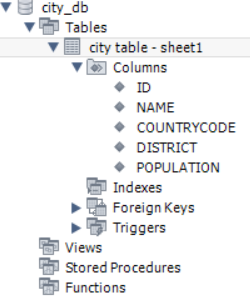 city_db
Tables
city table - sheet1
Columns
ID
NAME
COUNTRYCODE
DISTRICT
POPULATION
Indexes
Foreign Keys
Triggers
Views
Stored Procedures
Functions